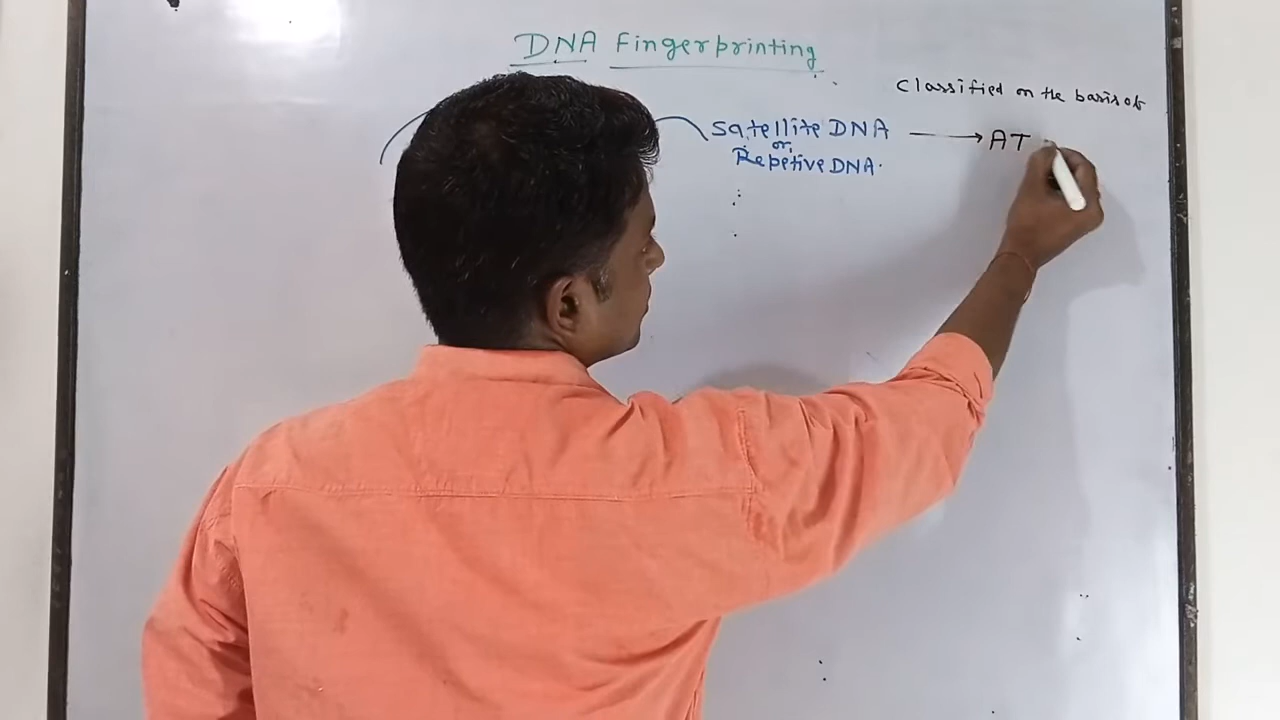 DNA Fingerprinting
Classified on the basis of
Satellite DNA → AT
or
Repetive DNA.